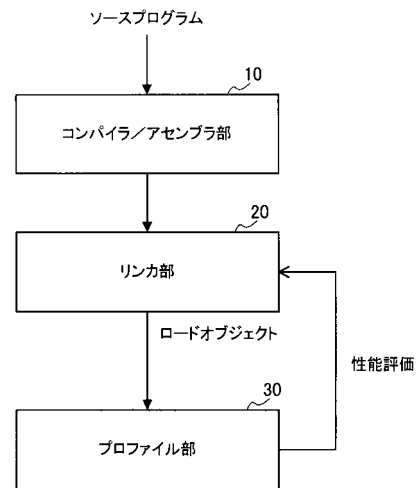 ソースプログラム
10
コンパイラ／アセンブラ部
20
リンカ部
ロードオブジェクト
性能評価
30
プロファイル部